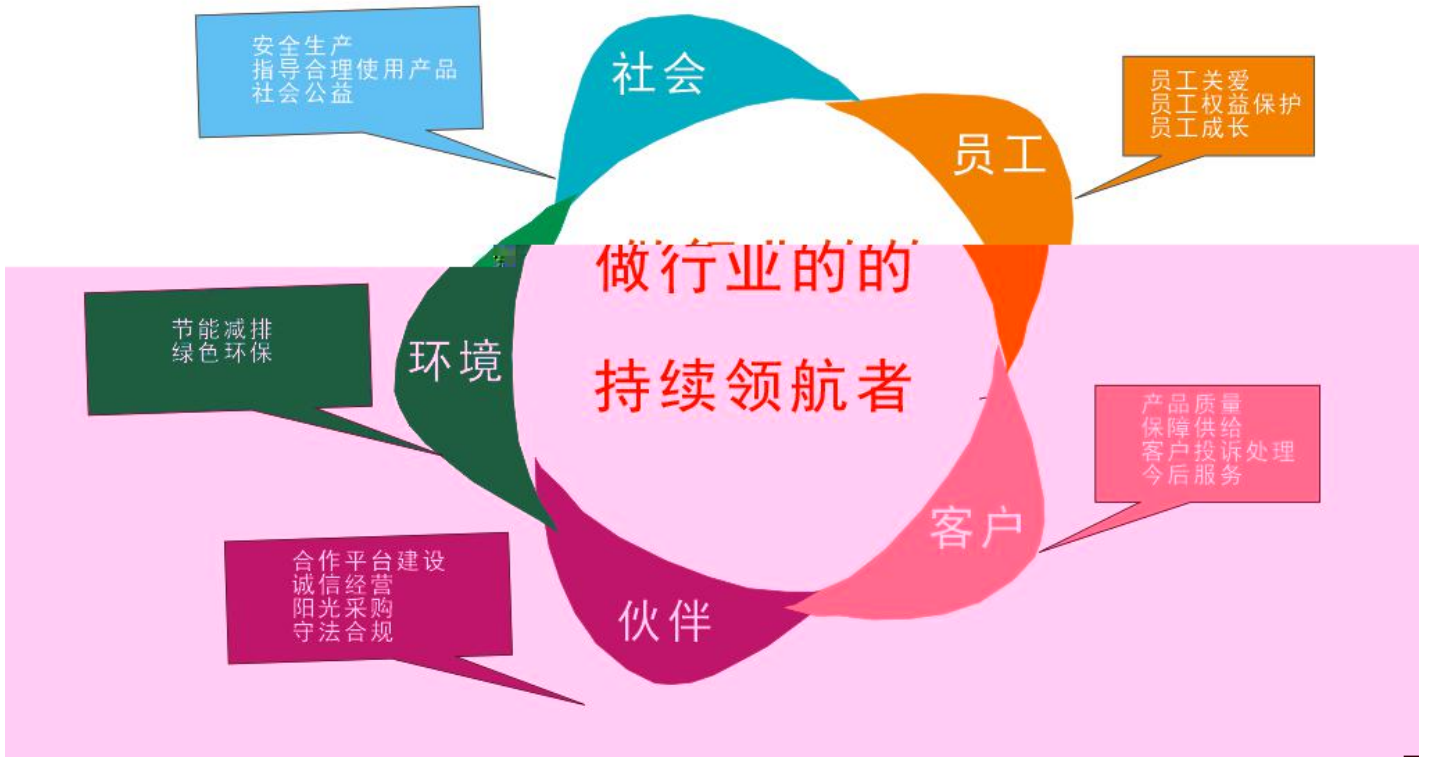 安全生产
指导合理使用产品
社会公益
社会
员工
员工关爱
员工权益保护
员工成长
做行业的的
持续领航者
节能减排
绿色环保
环境
产品质量
保障供给
客户投诉处理
今后服务
客户
合作平台建设
诚信经营
阳光采购
守法合规
伙伴